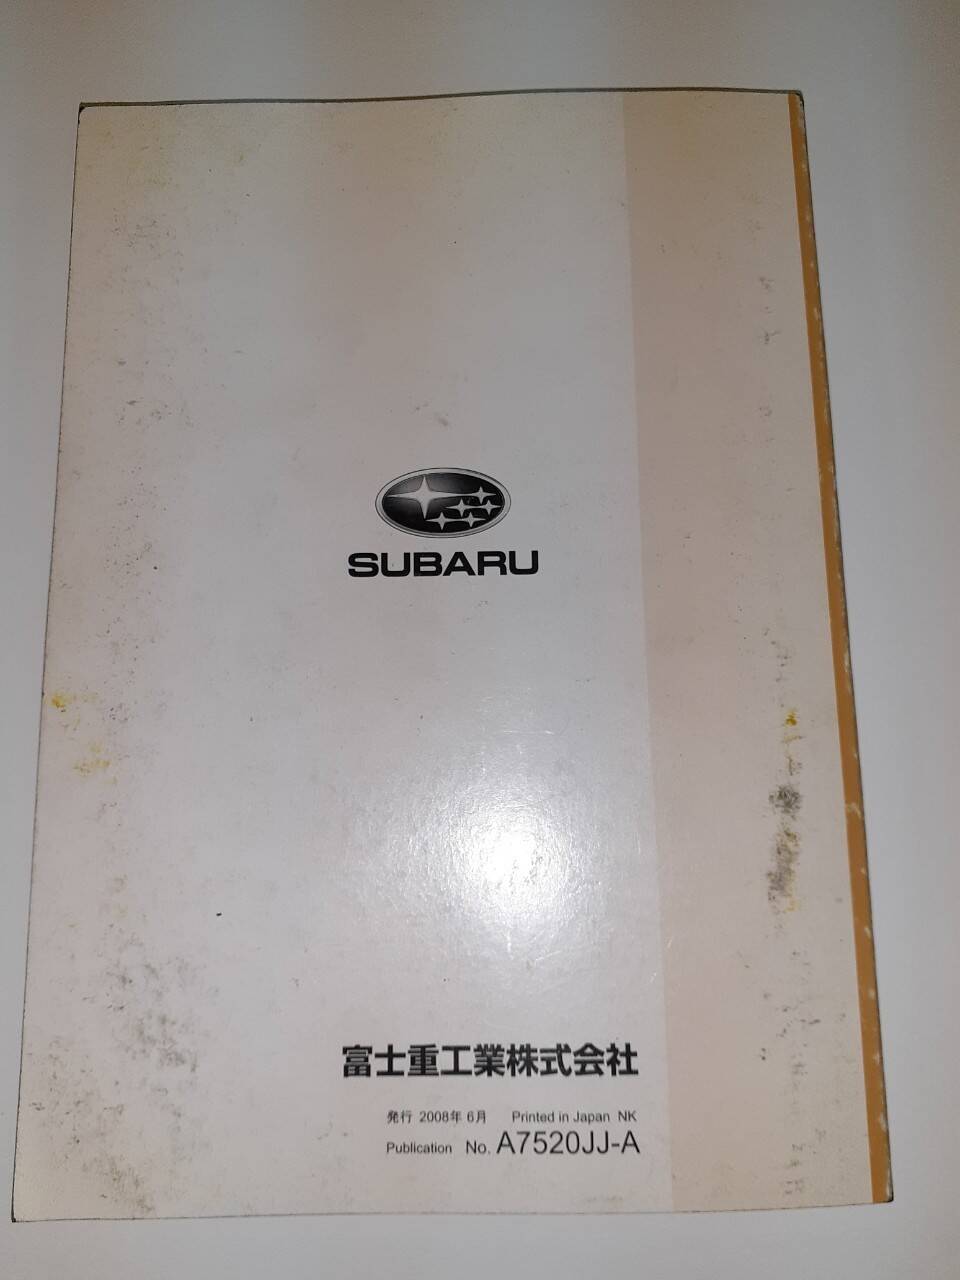 SUBARU
富士重工業株式会社
発行 2008年 6月 Printed in Japan NK
Publication No. A7520JJ-A